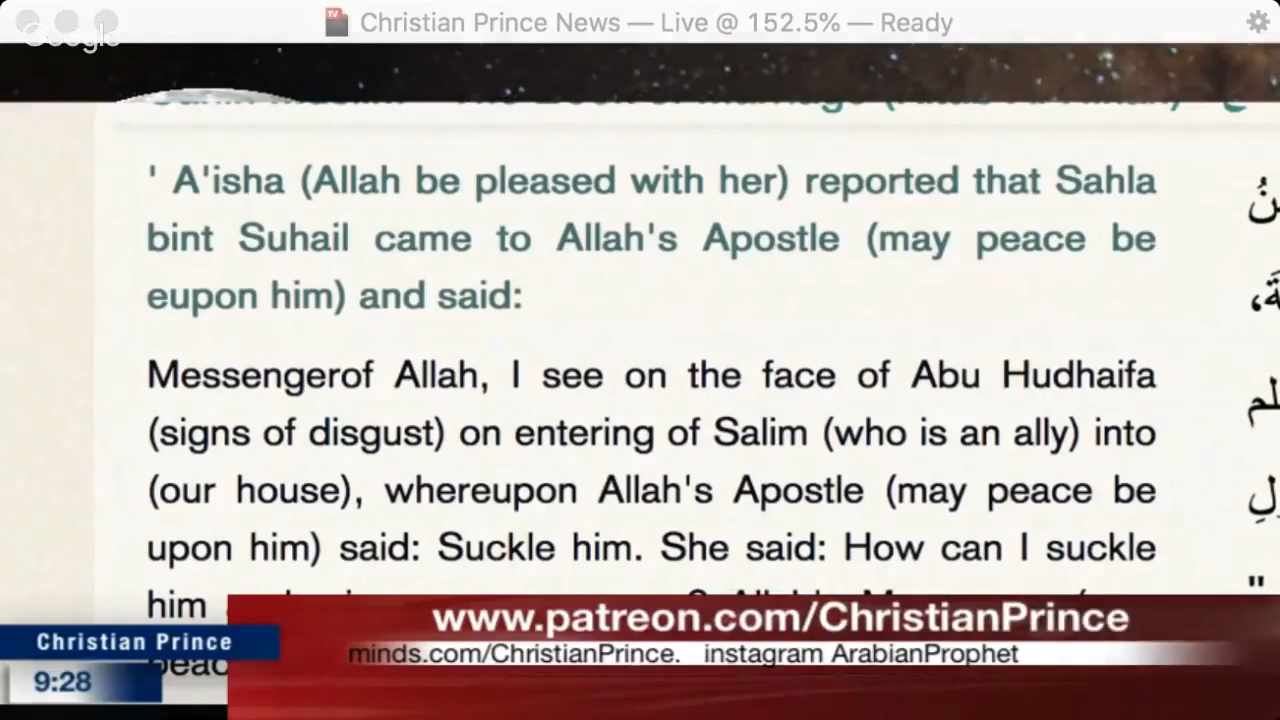 Christian Prince News — Live @ 152.5% — Ready
Google
' A'isha (Allah be pleased with her) reported that Sahla
bint Suhail came to Allah's Apostle (may peace be
eupon him) and said:
Messengerof Allah, I see on the face of Abu Hudhaifa
(signs of disgust) on entering of Salim (who is an ally) into
(our house), whereupon Allah's Apostle (may peace be
upon him) said: Suckle him. She said: How can I suckle
him
www.patreon.com/ChristianPrince
Christian Prince
minds.com/ChristianPrince. instagram ArabianProphet
9:28